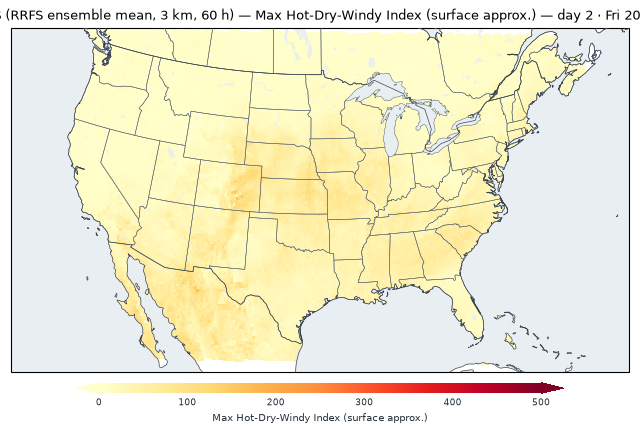 (RRFS ensemble mean, 3 km, 60 h) — Max Hot-Dry-Windy Index (surface approx.) — day 2 · Fri 20
0 100 200 300 400 500
Max Hot-Dry-Windy Index (surface approx.)